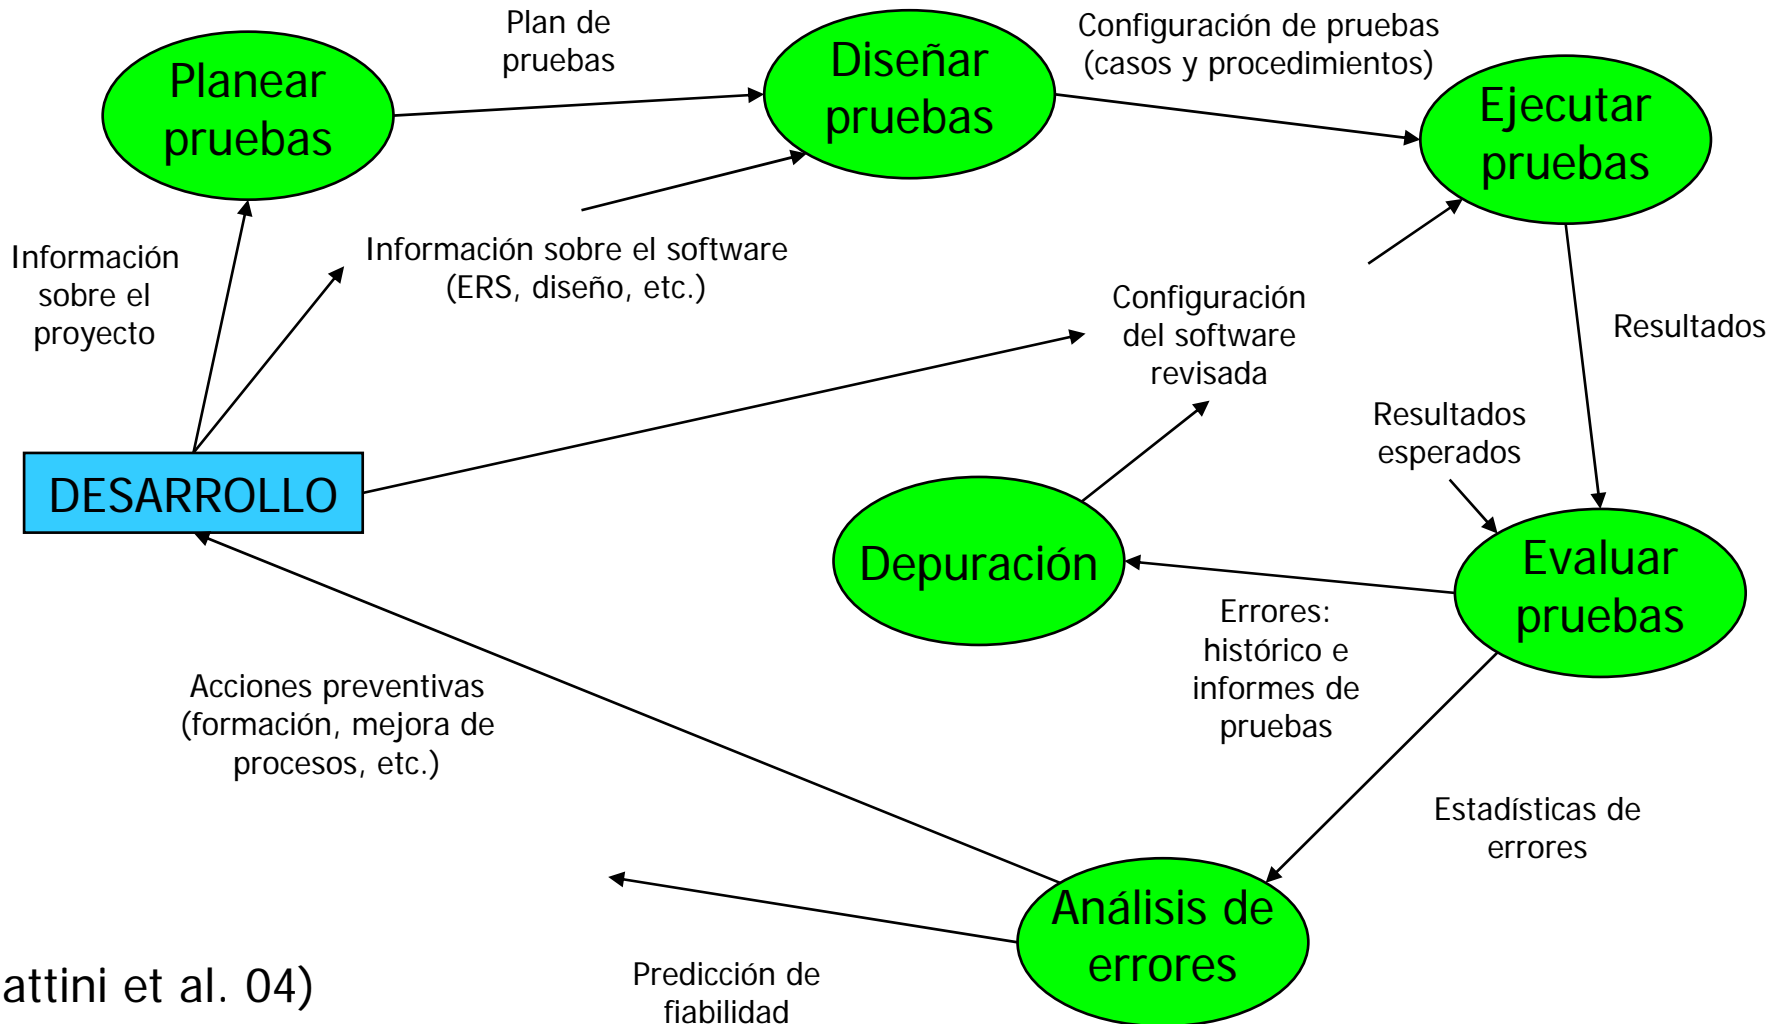 Plan de
pruebas
Configuración de pruebas
(casos y procedimientos)
Planear
pruebas
Diseñar
pruebas
Ejecutar
pruebas
Información
sobre el
proyecto
Información sobre el software
(ERS, diseño, etc.)
Configuración
del software
revisada
Resultados
Resultados
esperados
DESARROLLO
Depuración
Evaluar
pruebas
Errores:
histórico e
informes de
pruebas
Acciones preventivas
(formación, mejora de
procesos, etc.)
Estadísticas de
errores
Análisis de
errores
Predicción de
fiabilidad
attini et al. 04)